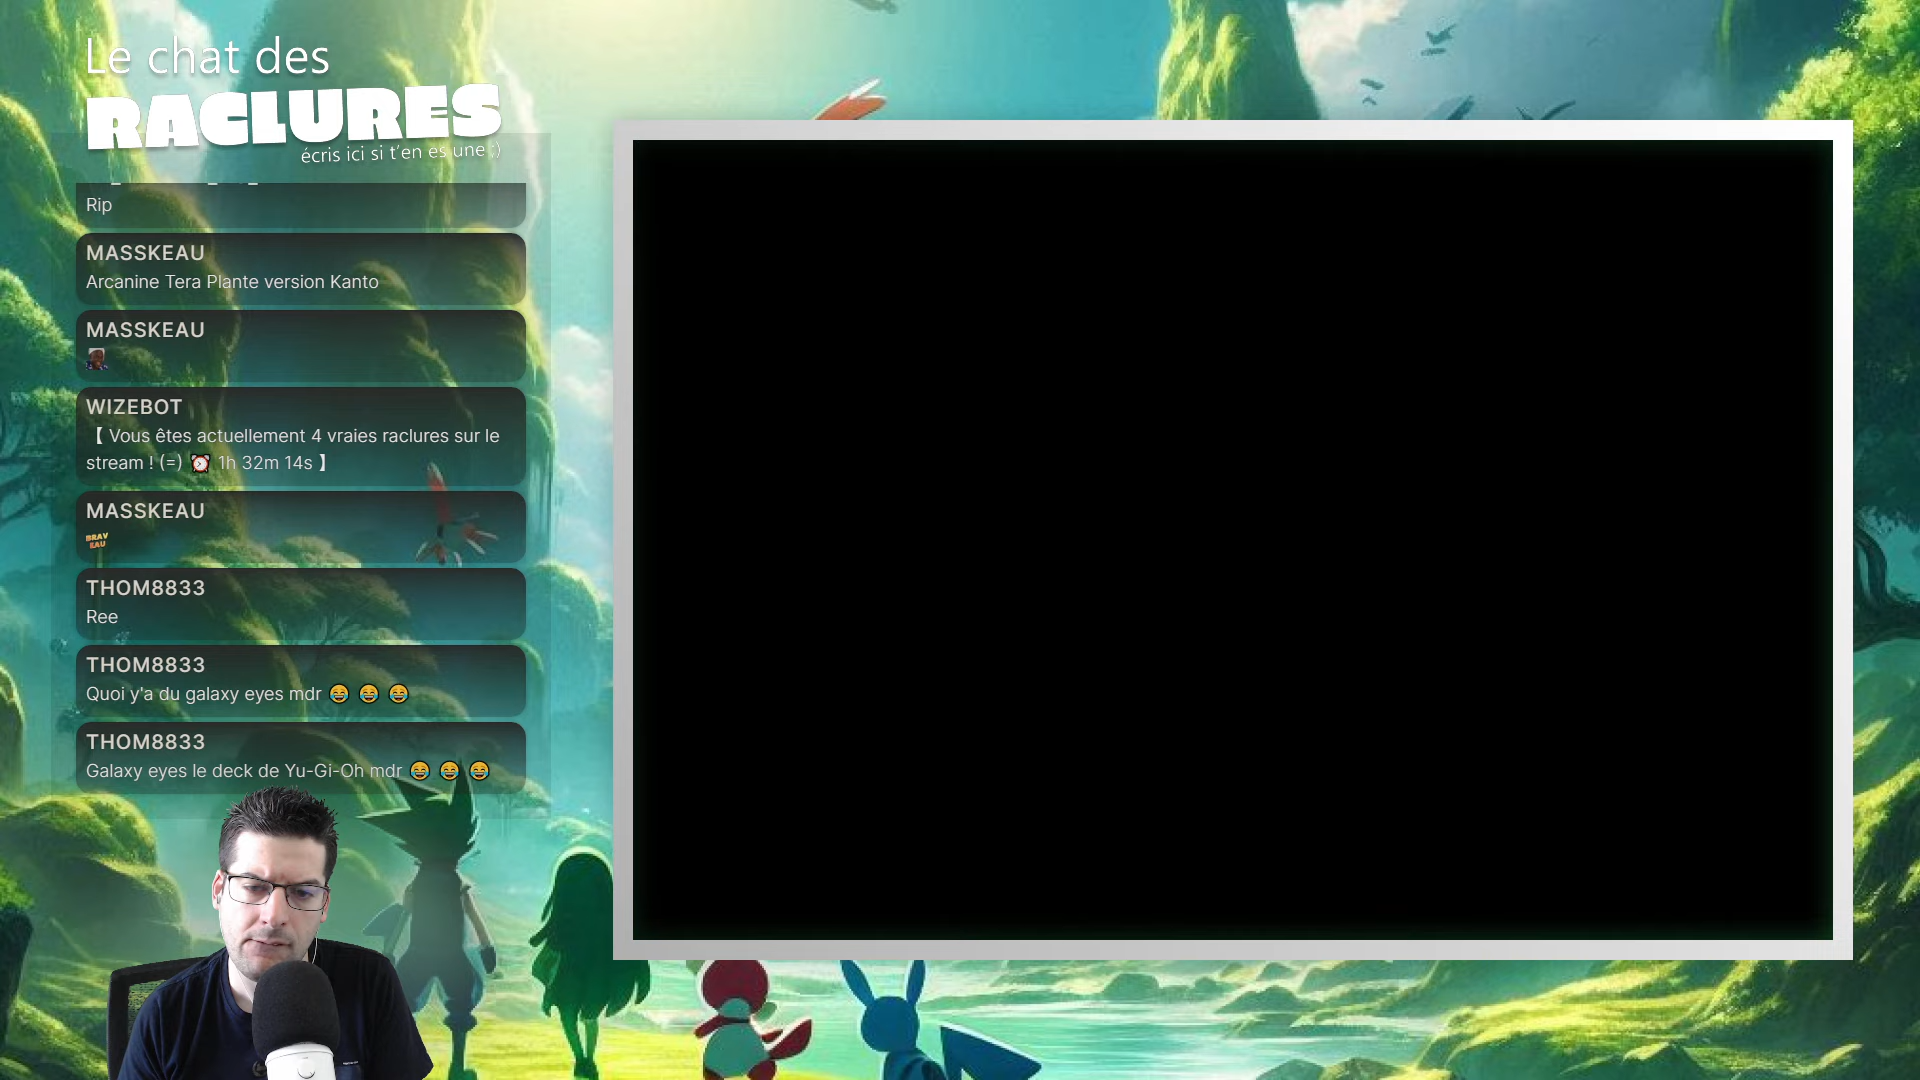 Le chat des
RACLURES
écris ici si t'en es une ;)
Rip
MASSKEAU
Arcanine Tera Plante version Kanto
MASSKEAU
WIZEBOT
【 Vous êtes actuellement 4 vraies raclures sur le
stream ! (=) ⏰ 1h 32m 14s 】
MASSKEAU
BRAV
EAU
THOM8833
Ree
THOM8833
Quoi y'a du galaxy eyes mdr 😂 😂 😂
THOM8833
Galaxy eyes le deck de Yu-Gi-Oh mdr 😂 😂 😂